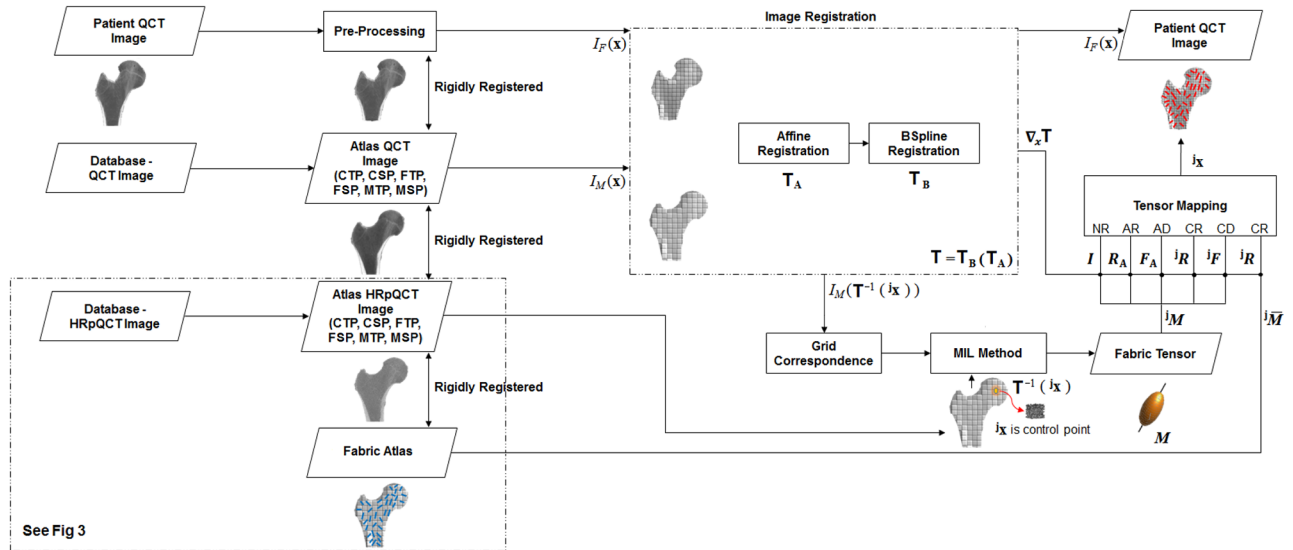 Patient QCT
Image
Pre-Processing
I_F(x)
Image Registration
I_F(x)
Patient QCT
Image
Rigidly Registered
Database -
QCT Image
Atlas QCT
Image
(CTP, CSP, FTP,
FSP, MTP, MSP)
I_M(x)
Affine
Registration
BSpline
Registration
T_A
T_B
∇_x T
ʲx
Tensor Mapping
NR AR AD CR CD CR
I R_A F_A ʲR ʲF ʲR
Rigidly Registered
T = T_B(T_A)
Database -
HRpQCT Image
Atlas HRpQCT
Image
(CTP, CSP, FTP,
FSP, MTP, MSP)
I_M(T⁻¹(ʲx))
ʲM
ʲM̄
Grid
Correspondence
MIL Method
Fabric Tensor
Rigidly Registered
T⁻¹(ʲx)
ʲx is control point
M
Fabric Atlas
See Fig 3